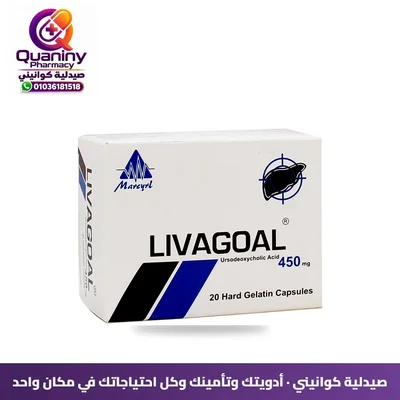 Quaniny
Pharmacy
صيدلية كوانيني
01036181518
Marcyrl
LIVAGOAL®
Ursodeoxycholic Acid 450 mg
20 Hard Gelatin Capsules
LIVAGOAL
صيدلية كوانيني - أدويتك وتأمينك وكل احتياجاتك في مكان واحد